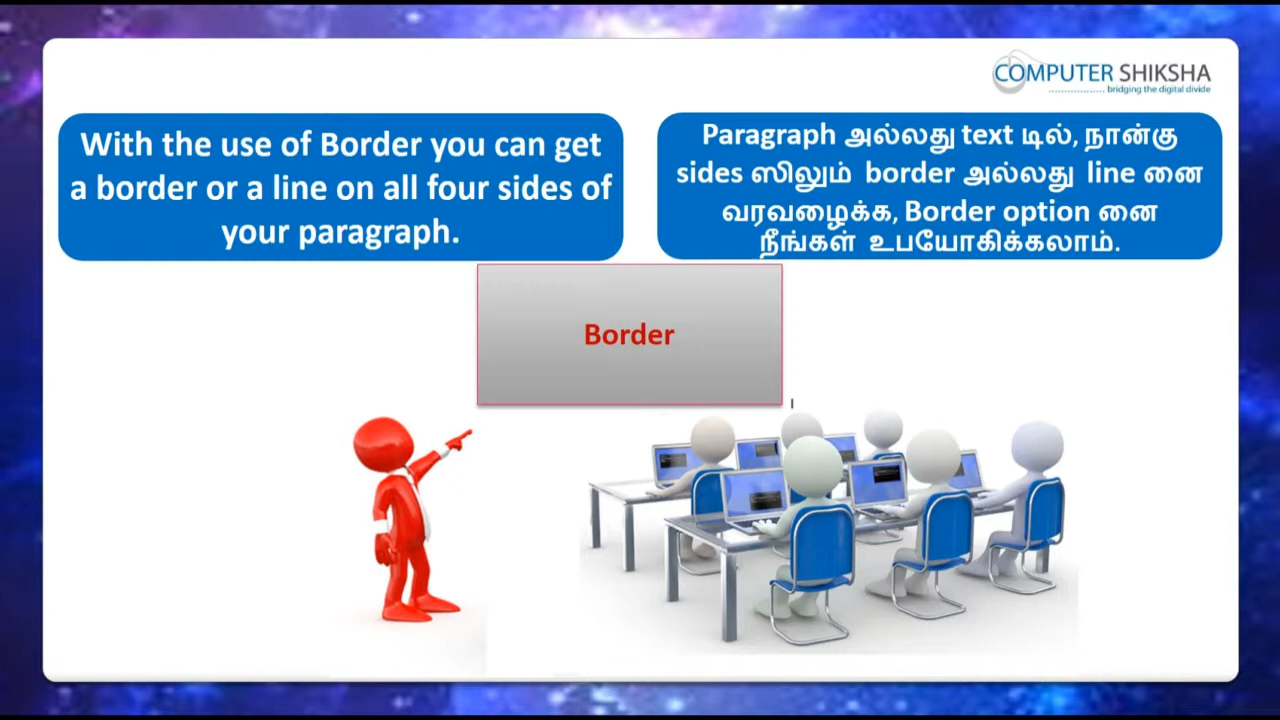 COMPUTER SHIKSHA
bridging the digital divide
With the use of Border you can get
a border or a line on all four sides of
your paragraph.
Paragraph அல்லது text டில், நான்கு
sides ஸிலும் border அல்லது line னை
வரவழைக்க, Border option னை
நீங்கள் உபயோகிக்கலாம்.
Border